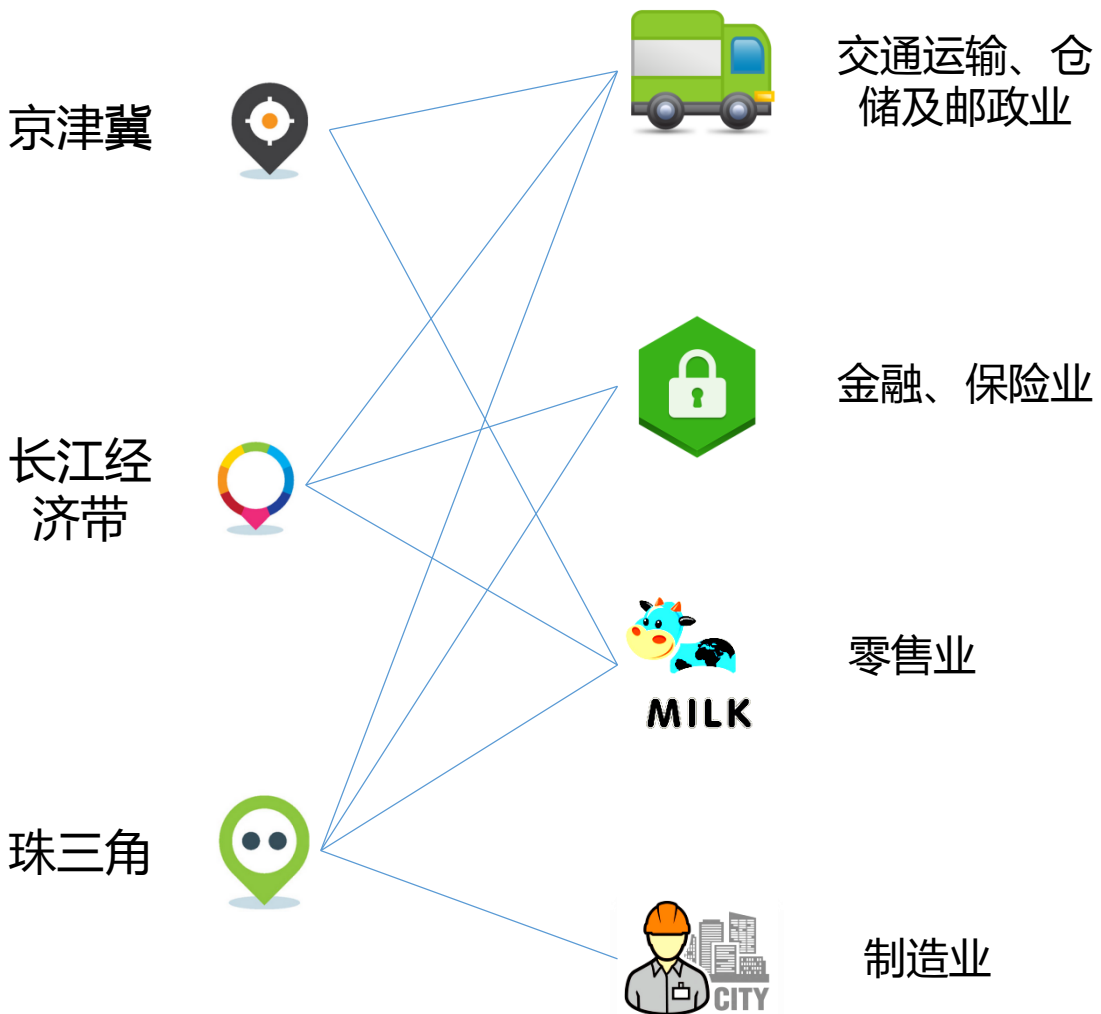 京津冀
交通运输、仓
储及邮政业
金融、保险业
长江经
济带
零售业
MILK
珠三角
制造业
CITY